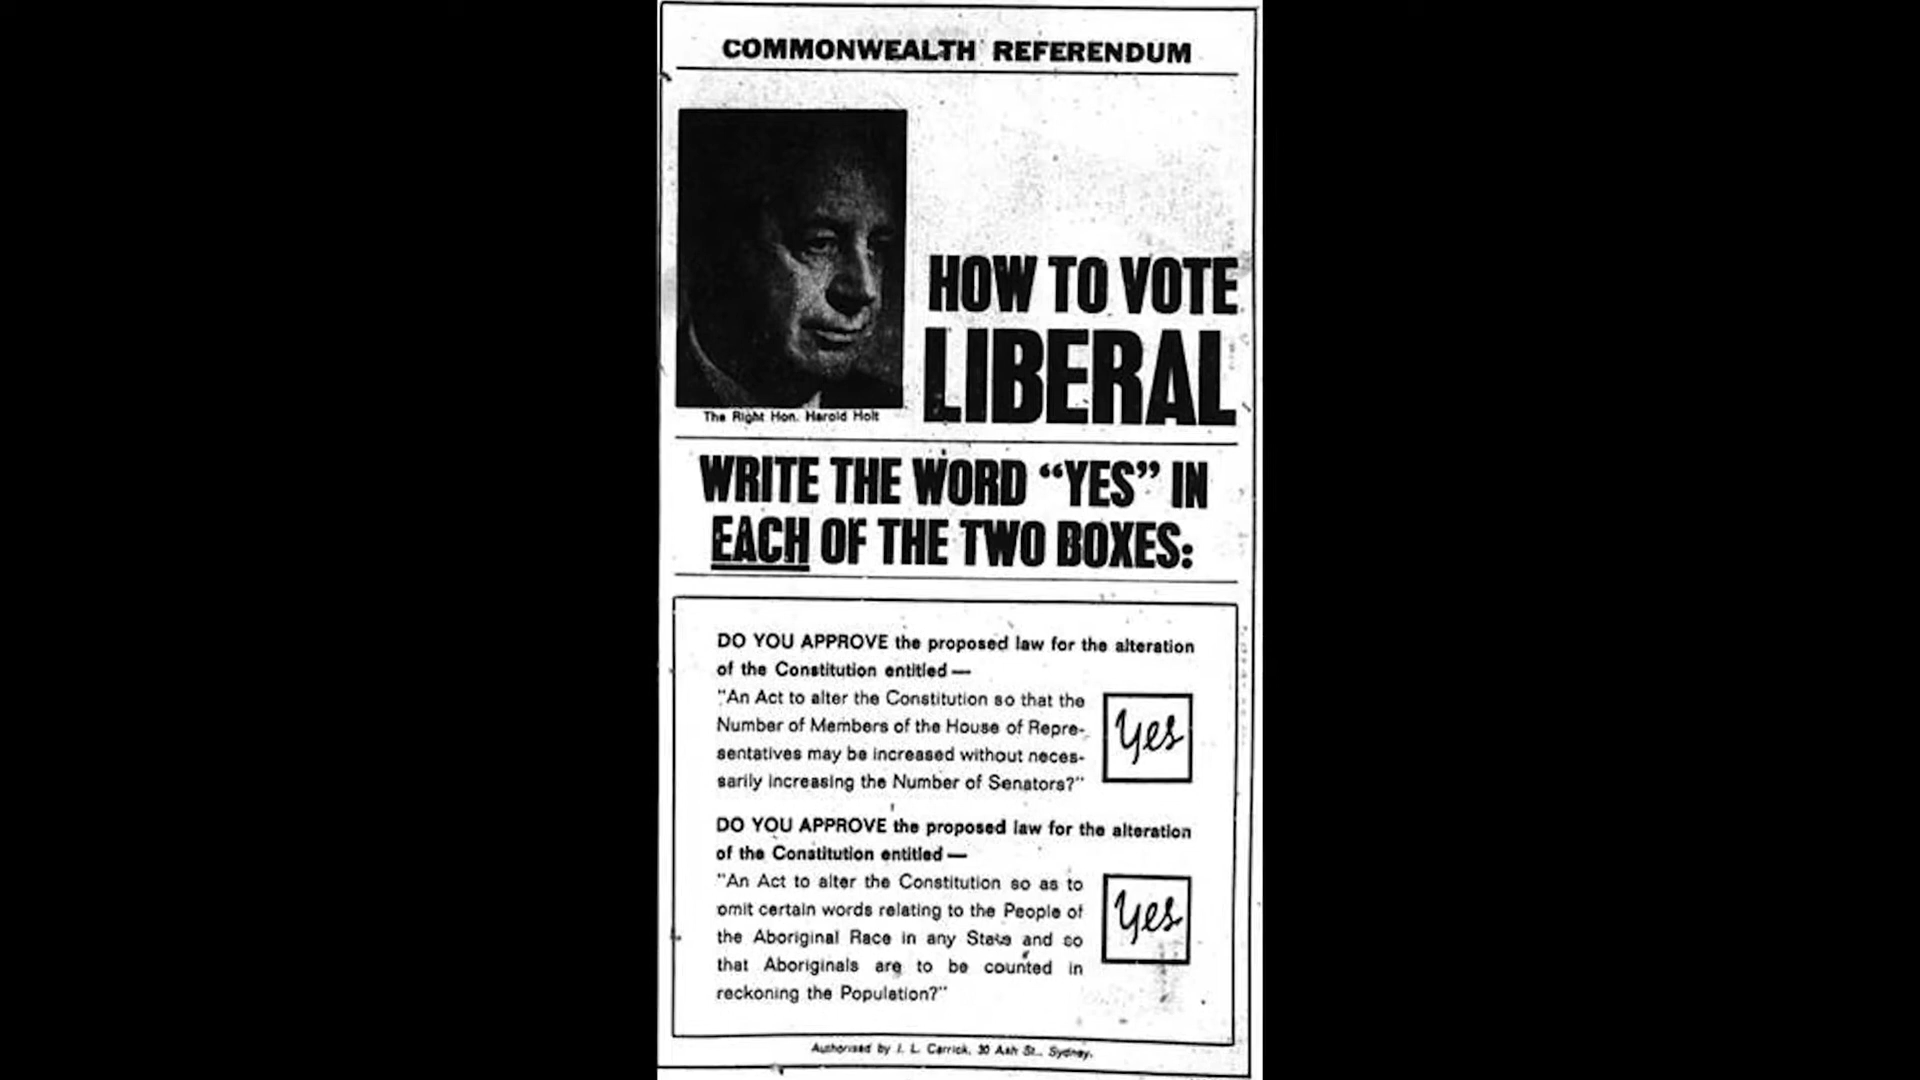 COMMONWEALTH REFERENDUM
The Right Hon. Harold Holt
HOW TO VOTE
LIBERAL
WRITE THE WORD “YES” IN
EACH OF THE TWO BOXES:
DO YOU APPROVE the proposed law for the alteration
of the Constitution entitled —
"An Act to alter the Constitution so that the
Number of Members of the House of Repre-
sentatives may be increased without neces-
sarily increasing the Number of Senators?"
Yes
DO YOU APPROVE the proposed law for the alteration
of the Constitution entitled —
"An Act to alter the Constitution so as to
omit certain words relating to the People of
the Aboriginal Race in any State and so
that Aboriginals are to be counted in
reckoning the Population?"
Yes
Authorised by J. L. Carrick, 30 Ash St., Sydney.